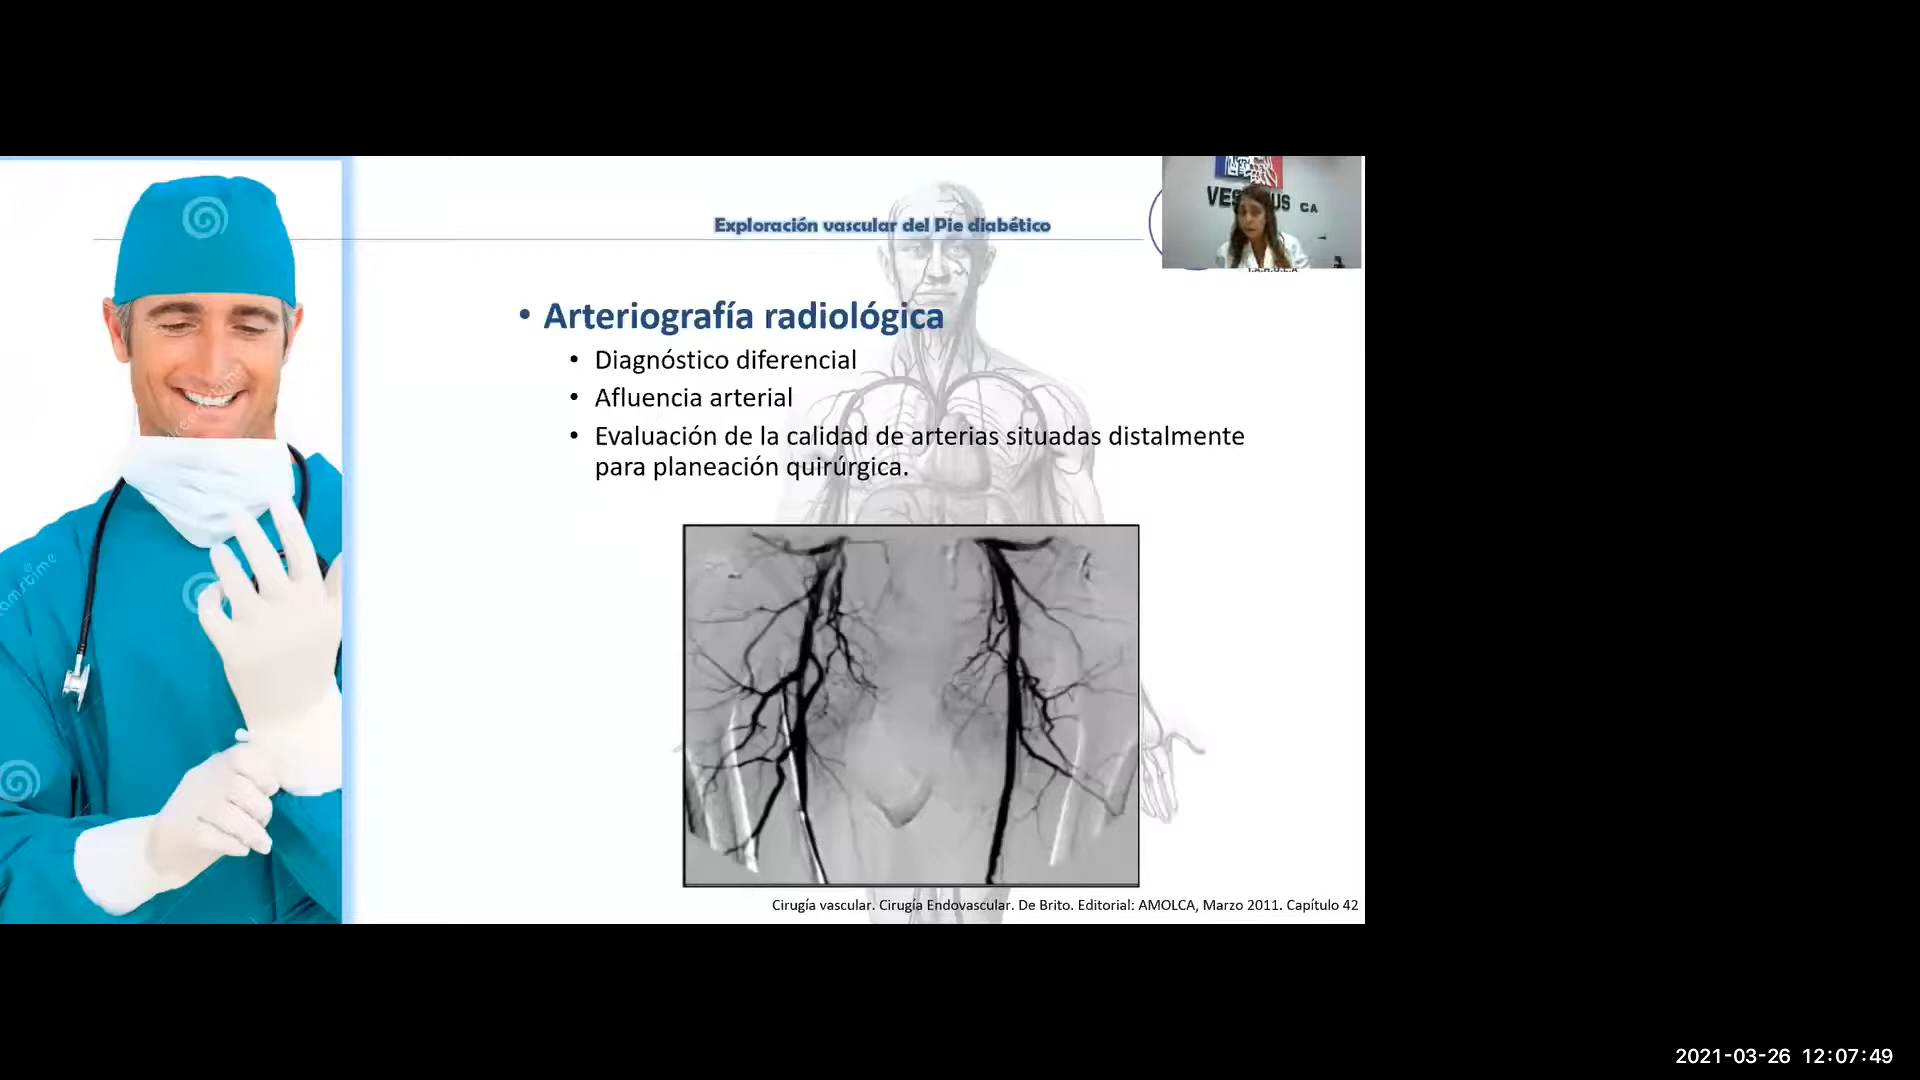 Exploración vascular del Pie diabético
CA
• Arteriografía radiológica
• Diagnóstico diferencial
• Afluencia arterial
• Evaluación de la calidad de arterias situadas distalmente
para planeación quirúrgica.
Cirugía vascular. Cirugía Endovascular. De Brito. Editorial: AMOLCA, Marzo 2011. Capítulo 42
2021-03-26 12:07:49